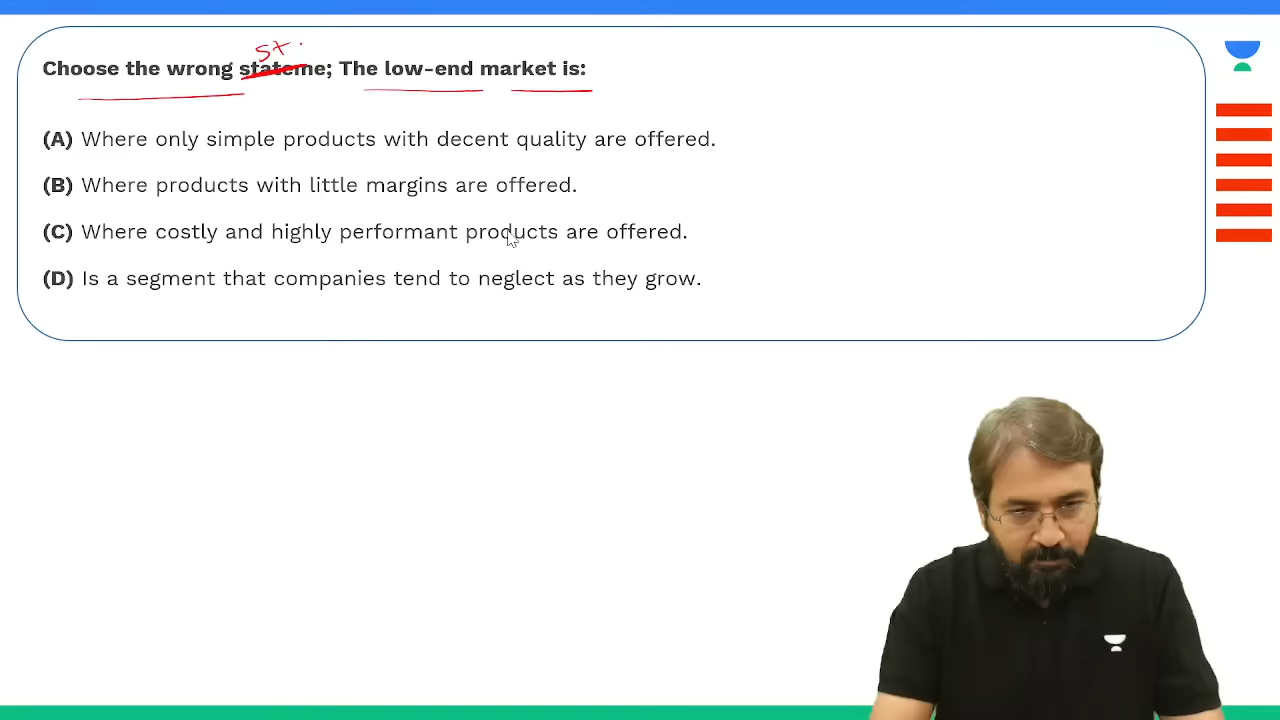 st.
Choose the wrong stateme; The low-end market is:
(A) Where only simple products with decent quality are offered.
(B) Where products with little margins are offered.
(C) Where costly and highly performant products are offered.
(D) Is a segment that companies tend to neglect as they grow.